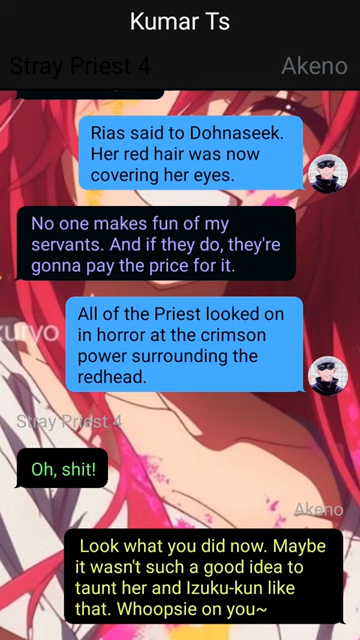 Kumar Ts
Stray Priest 4
Akeno
Rias said to Dohnaseek.
Her red hair was now
covering her eyes.
No one makes fun of my
servants. And if they do, they're
gonna pay the price for it.
All of the Priest looked on
in horror at the crimson
power surrounding the
redhead.
kuryo
Stray Priest 4
Oh, shit!
Akeno
Look what you did now. Maybe
it wasn't such a good idea to
taunt her and Izuku-kun like
that. Whoopsie on you~